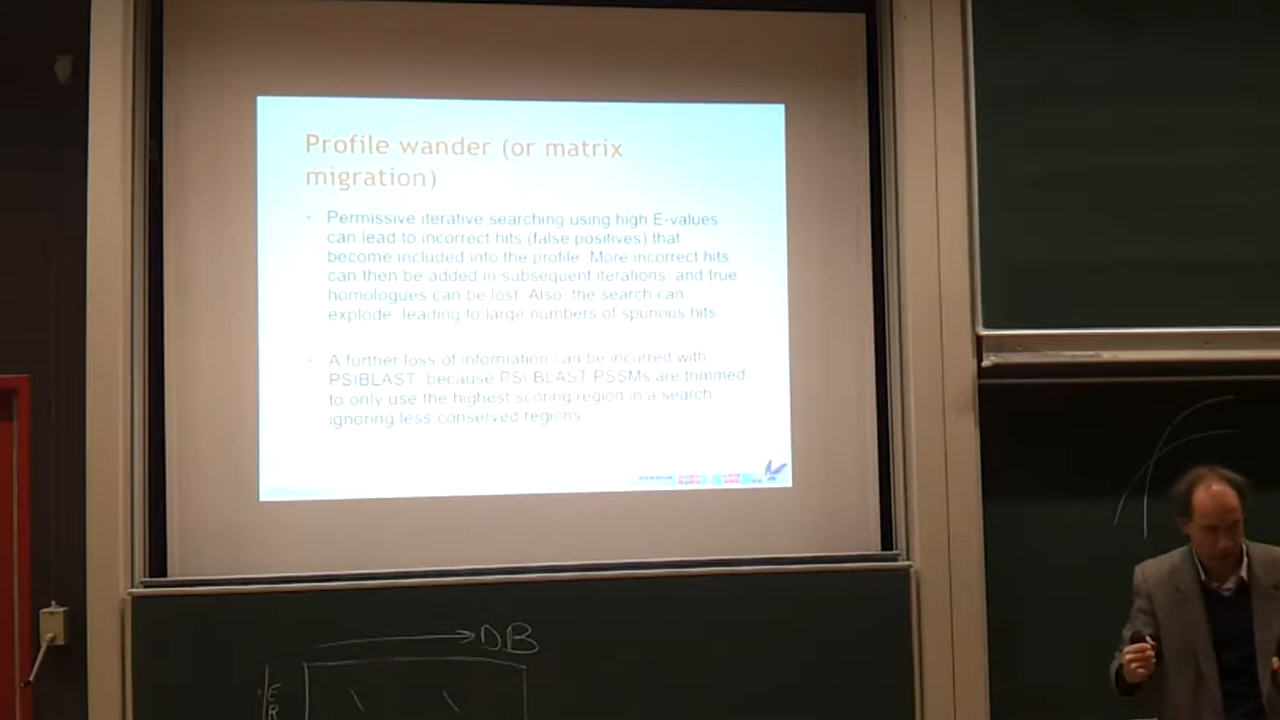 Profile wander (or matrix
migration)
Permissive iterative searching using high E-values
can lead to incorrect hits (false positives) that
become included into the profile. More incorrect hits
can then be added in subsequent iterations, and true
homologues can be lost. Also, the search can
explode, leading to large numbers of spurious hits.
A further loss of information can be incurred with
PSIBLAST, because PSI-BLAST PSSMs are trimmed
to only use the highest scoring region in a search,
ignoring less conserved regions.
DB
E
R